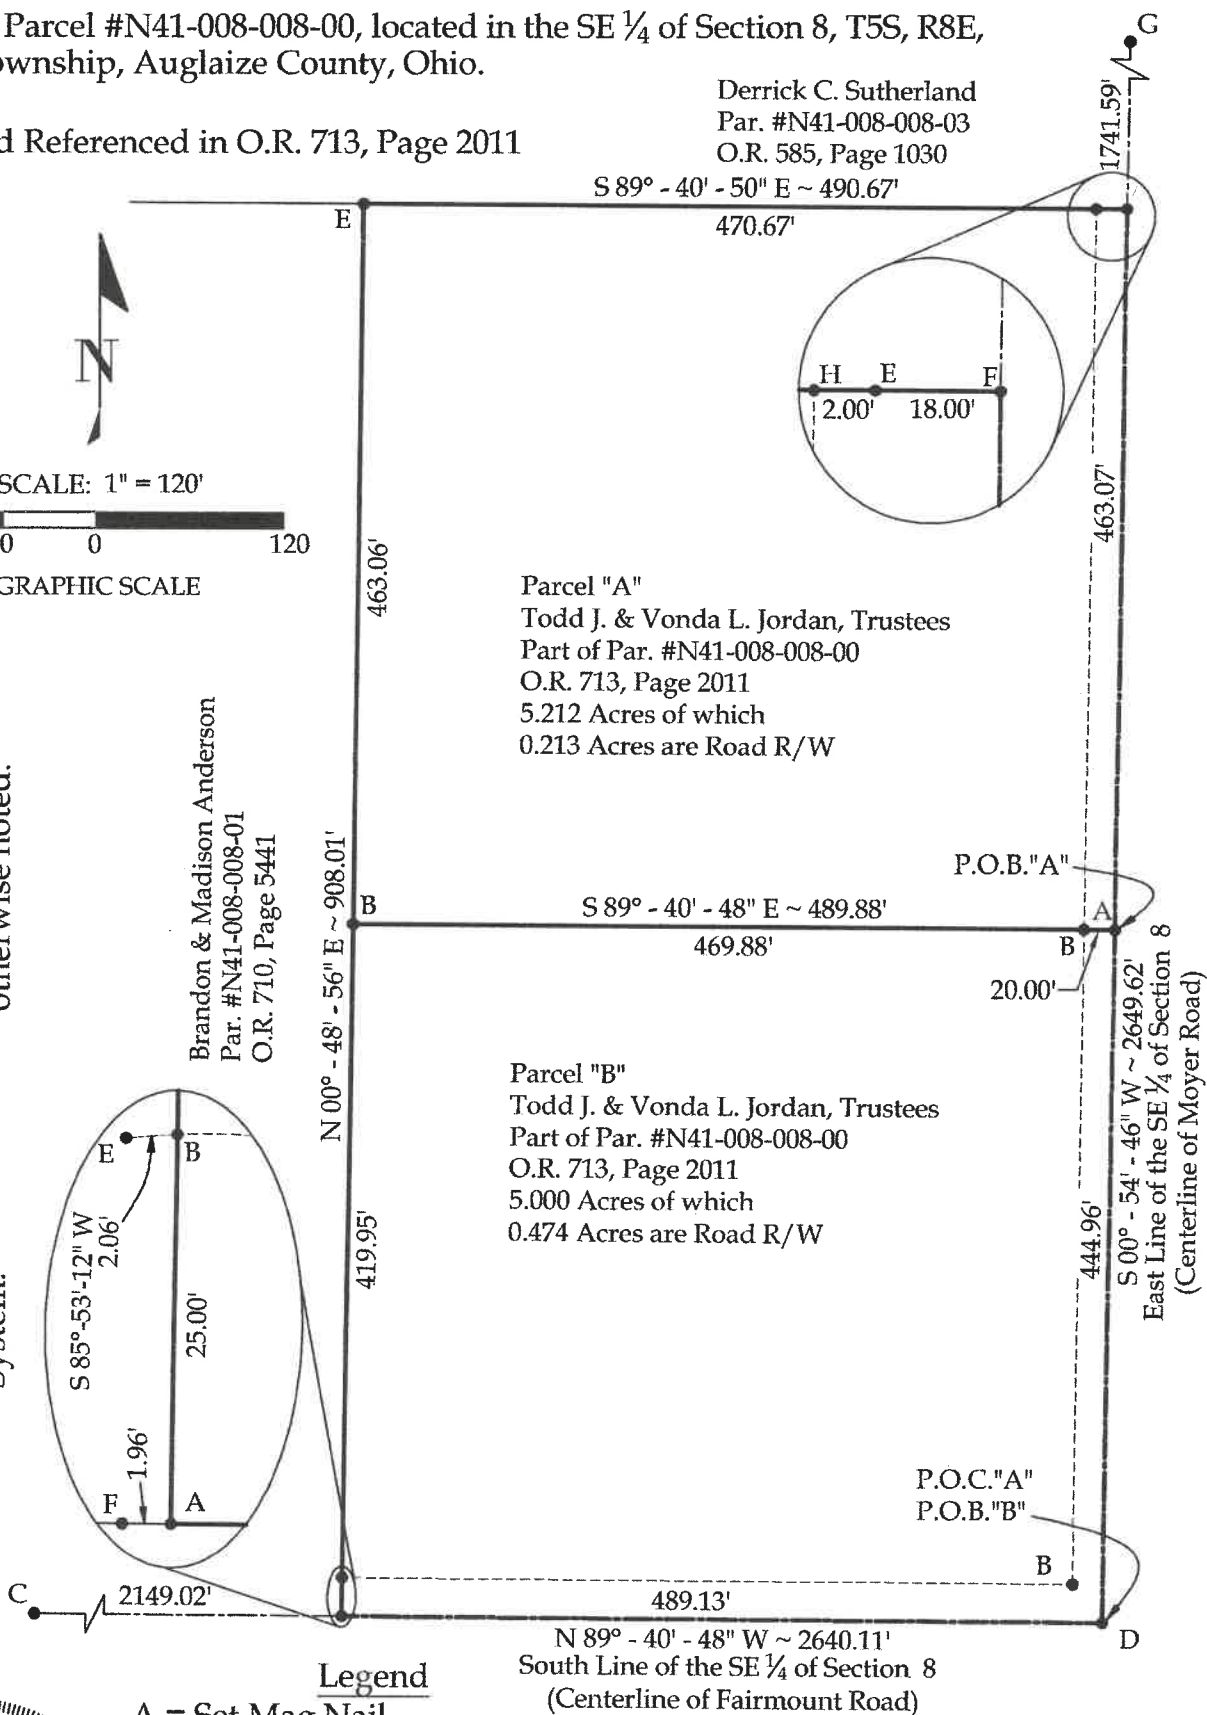 Parcel #N41-008-008-00, located in the SE ¼ of Section 8, T5S, R8E,
ownship, Auglaize County, Ohio.
d Referenced in O.R. 713, Page 2011
G
1741.59'
Derrick C. Sutherland
Par. #N41-008-008-03
O.R. 585, Page 1030
S 89° - 40' - 50" E ~ 490.67'
470.67'
E
N
H E F
2.00' 18.00'
SCALE: 1" = 120'
0 0 120
GRAPHIC SCALE
463.06'
463.07'
Parcel "A"
Todd J. & Vonda L. Jordan, Trustees
Part of Par. #N41-008-008-00
O.R. 713, Page 2011
5.212 Acres of which
0.213 Acres are Road R/W
otherwise noted.
Brandon & Madison Anderson
Par. #N41-008-008-01
O.R. 710, Page 5441
N 00° - 48' - 56" E ~ 908.01'
P.O.B."A"
B
S 89° - 40' - 48" E ~ 489.88'
469.88'
B
A
20.00'
S 00° - 54' - 46" W ~ 2649.62'
East Line of the SE ¼ of Section 8
(Centerline of Moyer Road)
Parcel "B"
Todd J. & Vonda L. Jordan, Trustees
Part of Par. #N41-008-008-00
O.R. 713, Page 2011
5.000 Acres of which
0.474 Acres are Road R/W
444.96'
419.95'
System.
E B
S 85°-53'-12" W
2.06'
25.00'
1.96'
F A
P.O.C."A"
P.O.B."B"
B
C
2149.02'
489.13'
D
N 89° - 40' - 48" W ~ 2640.11'
South Line of the SE ¼ of Section 8
(Centerline of Fairmount Road)
Legend
A = Set Mag Nail